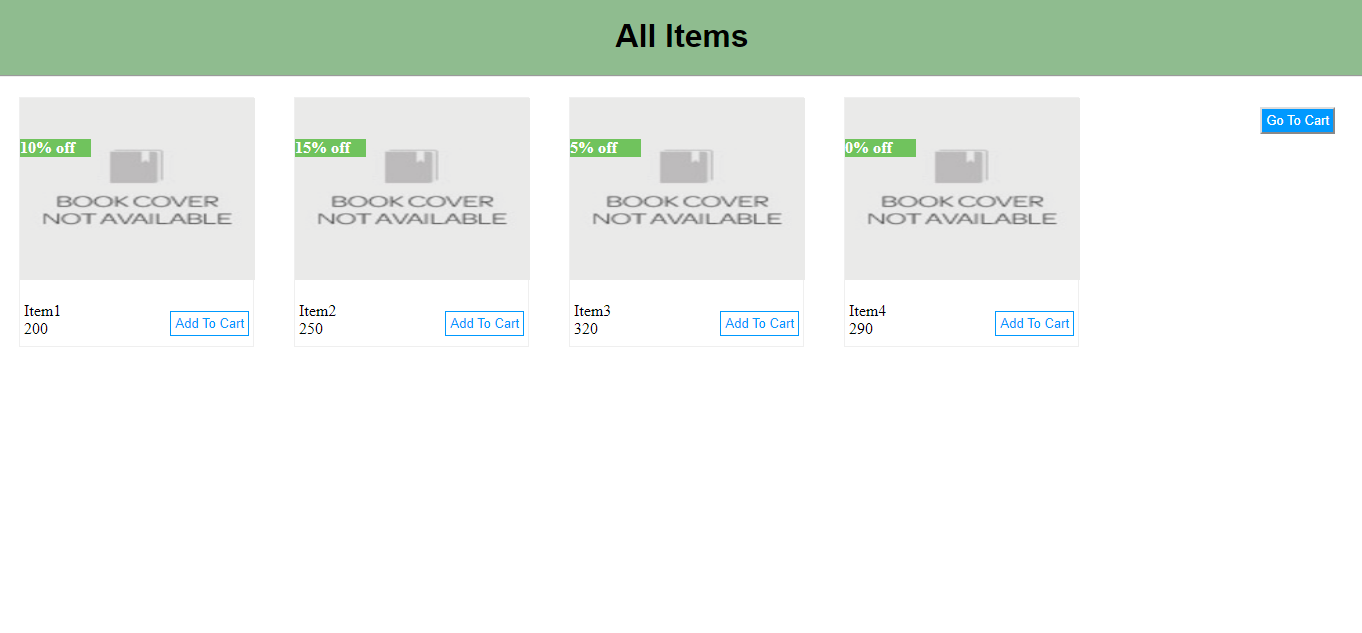 All Items
Go To Cart
10% off
BOOK COVER
NOT AVAILABLE
Item1
200
Add To Cart
15% off
BOOK COVER
NOT AVAILABLE
Item2
250
Add To Cart
5% off
BOOK COVER
NOT AVAILABLE
Item3
320
Add To Cart
0% off
BOOK COVER
NOT AVAILABLE
Item4
290
Add To Cart